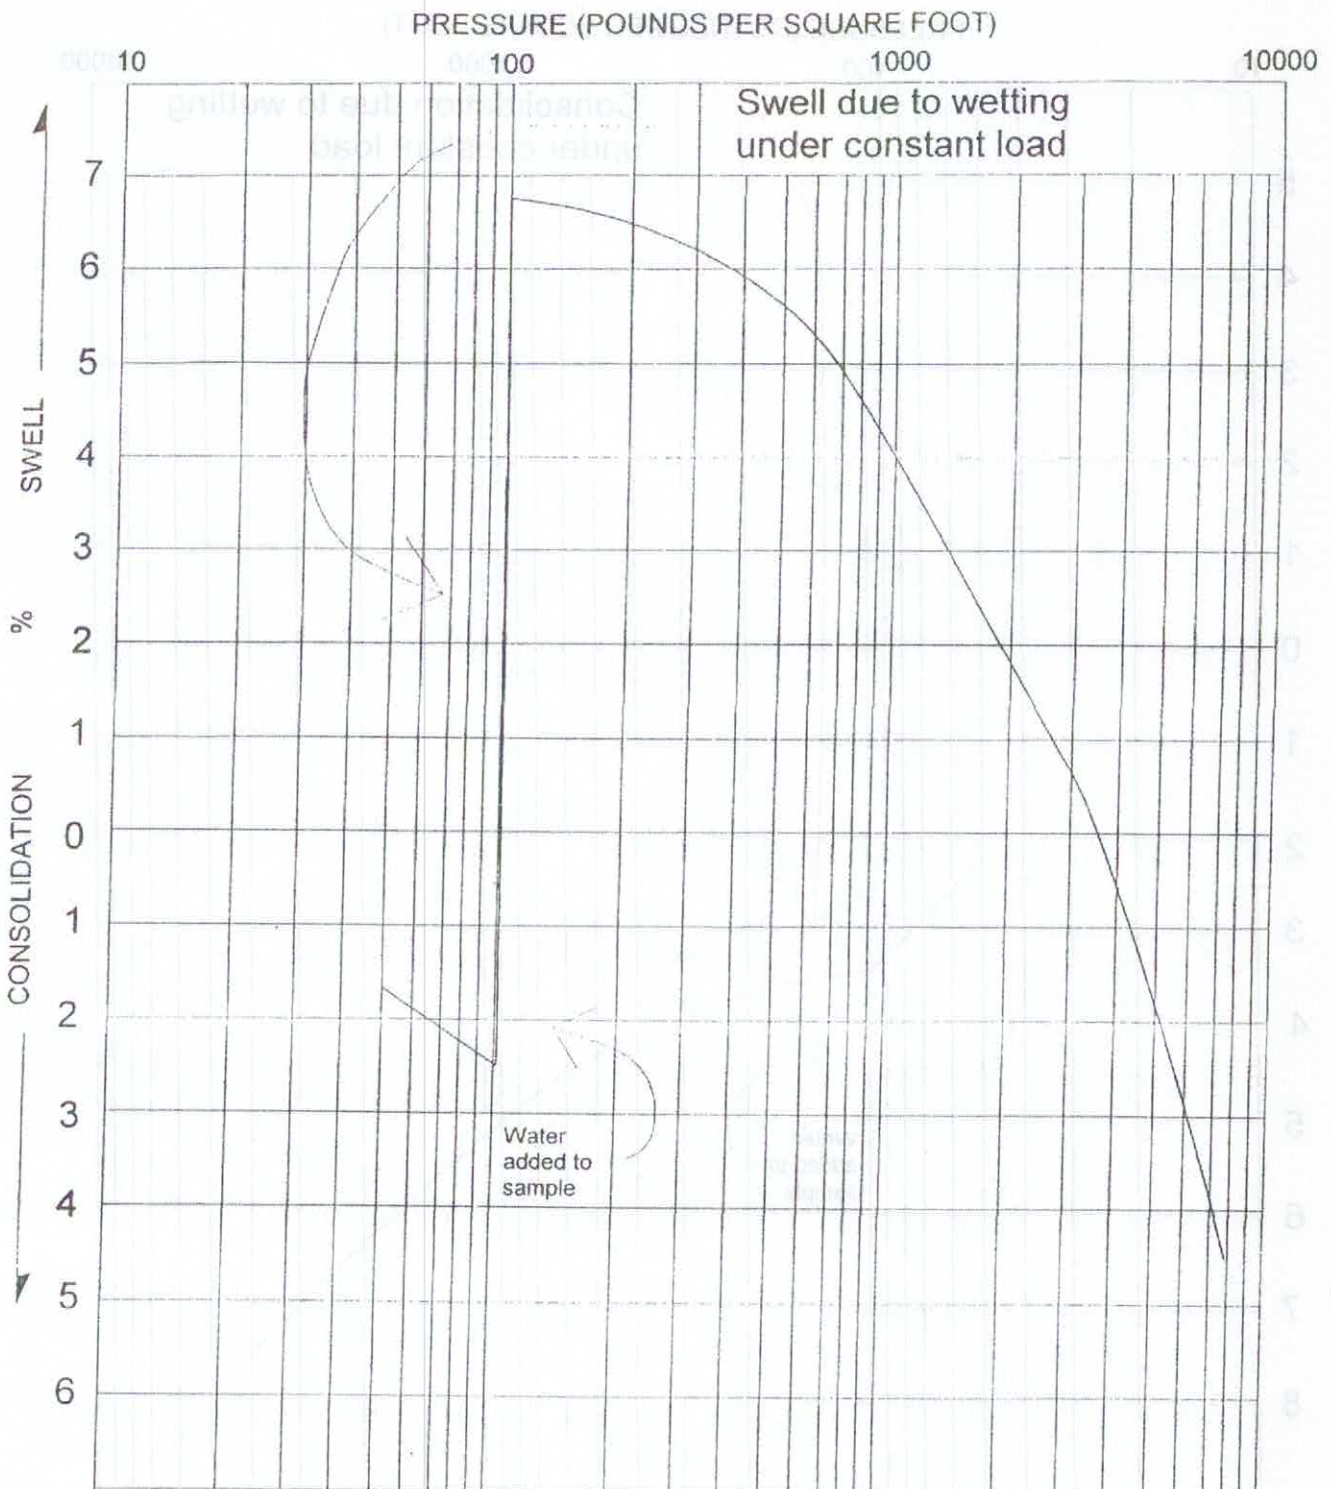 PRESSURE (POUNDS PER SQUARE FOOT)
10 100 1000 10000
Swell due to wetting
under constant load
7
6
5
4
3
2
1
0
1
2
3
4
5
6
SWELL
%
CONSOLIDATION
Water
added to
sample